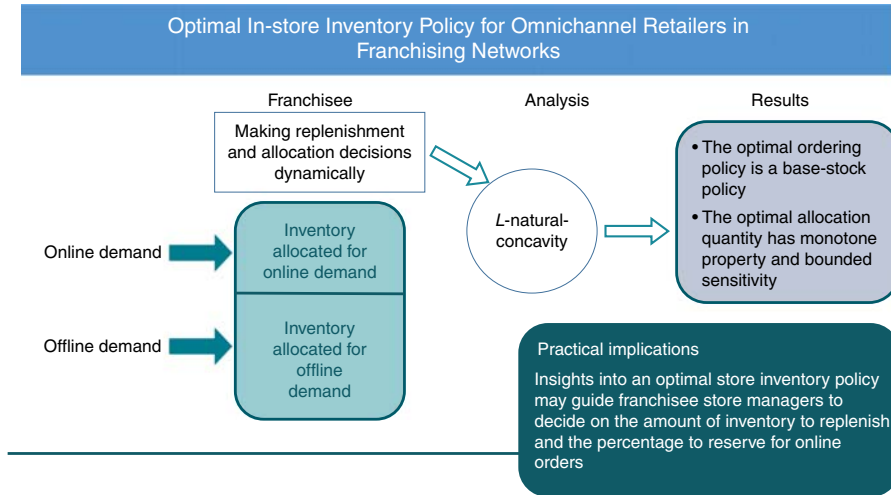 Optimal In-store Inventory Policy for Omnichannel Retailers in
Franchising Networks
Franchisee
Making replenishment
and allocation decisions
dynamically
Online demand
Inventory
allocated for
online demand
Offline demand
Inventory
allocated for
offline
demand
Analysis
L-natural-
concavity
Results
• The optimal ordering
policy is a base-stock
policy
• The optimal allocation
quantity has monotone
property and bounded
sensitivity
Practical implications
Insights into an optimal store inventory policy
may guide franchisee store managers to
decide on the amount of inventory to replenish
and the percentage to reserve for online
orders